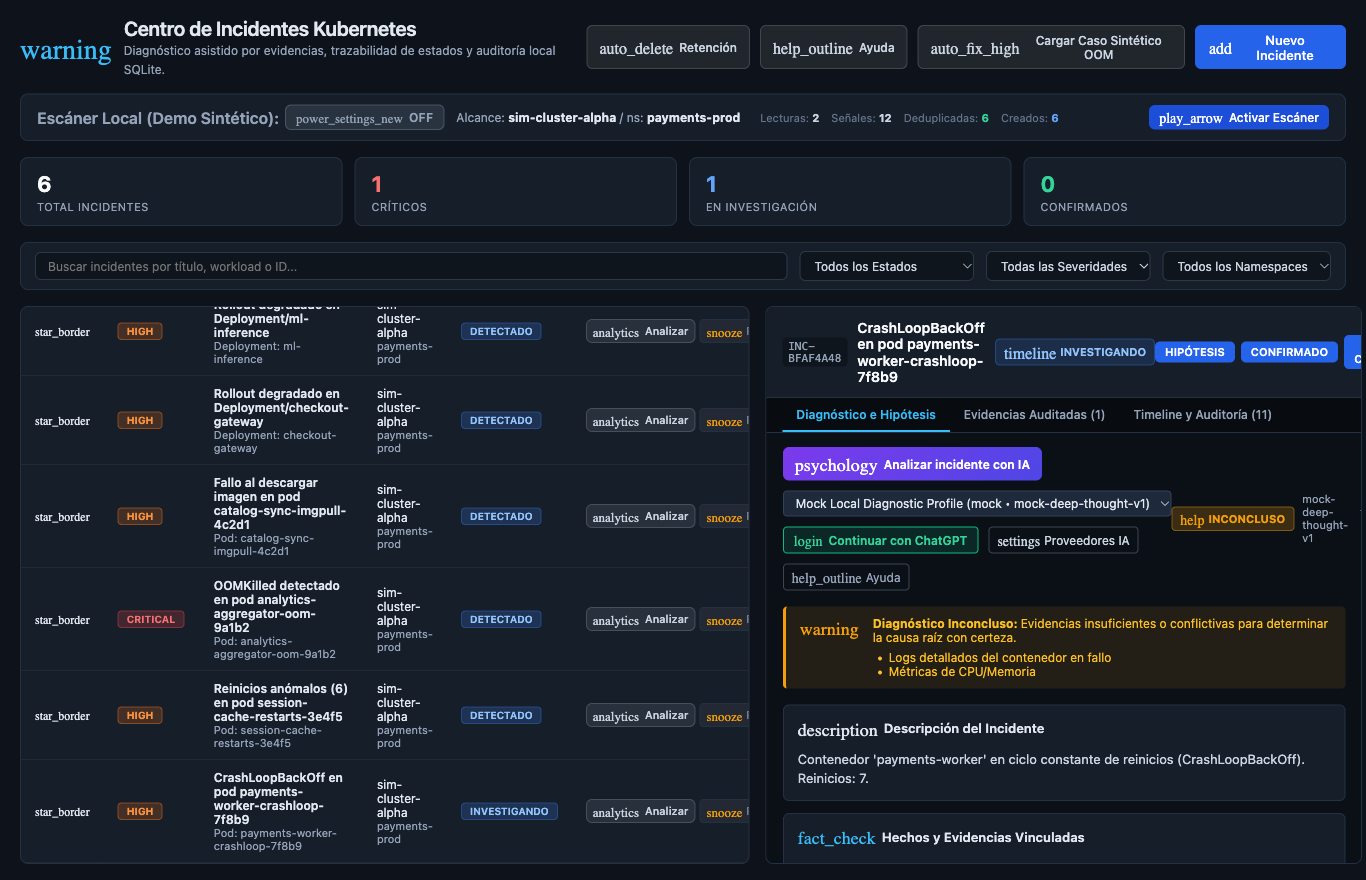 warning
Centro de Incidentes Kubernetes
Diagnóstico asistido por evidencias, trazabilidad de estados y auditoría local
SQLite.
auto_delete Retención
help_outline Ayuda
auto_fix_high Cargar Caso Sintético
OOM
add Nuevo
Incidente
Escáner Local (Demo Sintético): power_settings_new OFF Alcance: sim-cluster-alpha / ns: payments-prod Lecturas: 2 Señales: 12 Deduplicadas: 6 Creados: 6 play_arrow Activar Escáner
6
TOTAL INCIDENTES
1
CRÍTICOS
1
EN INVESTIGACIÓN
0
CONFIRMADOS
Buscar incidentes por título, workload o ID...
Todos los Estados
Todas las Severidades
Todos los Namespaces
star_border
HIGH
Rollout degradado en
Deployment/ml-
inference
Deployment: ml-
inference
sim-
cluster-
alpha
payments-
prod
DETECTADO
analytics Analizar
snooze
star_border
HIGH
Rollout degradado en
Deployment/checkout-
gateway
Deployment: checkout-
gateway
sim-
cluster-
alpha
payments-
prod
DETECTADO
analytics Analizar
snooze
star_border
HIGH
Fallo al descargar
imagen en pod
catalog-sync-imgpull-
4c2d1
Pod: catalog-sync-
imgpull-4c2d1
sim-
cluster-
alpha
payments-
prod
DETECTADO
analytics Analizar
snooze
star_border
CRITICAL
OOMKilled detectado
en pod analytics-
aggregator-oom-
9a1b2
Pod: analytics-
aggregator-oom-9a1b2
sim-
cluster-
alpha
payments-
prod
DETECTADO
analytics Analizar
snooze
star_border
HIGH
Reinicios anómalos (6)
en pod session-
cache-restarts-3e4f5
Pod: session-cache-
restarts-3e4f5
sim-
cluster-
alpha
payments-
prod
DETECTADO
analytics Analizar
snooze
star_border
HIGH
CrashLoopBackOff en
pod payments-
worker-crashloop-
7f8b9
Pod: payments-worker-
crashloop-7f8b9
sim-
cluster-
alpha
payments-
prod
INVESTIGANDO
analytics Analizar
snooze
INC-
BFAF4A48
CrashLoopBackOff
en pod payments-
worker-crashloop-
7f8b9
timeline INVESTIGANDO
HIPÓTESIS
CONFIRMADO
Diagnóstico e Hipótesis
Evidencias Auditadas (1)
Timeline y Auditoría (11)
psychology Analizar incidente con IA
Mock Local Diagnostic Profile (mock • mock-deep-thought-v1)
login Continuar con ChatGPT
settings Proveedores IA
help_outline Ayuda
help INCONCLUSO
mock-
deep-
thought-
v1
warning
Diagnóstico Inconcluso: Evidencias insuficientes o conflictivas para determinar
la causa raíz con certeza.
• Logs detallados del contenedor en fallo
• Métricas de CPU/Memoria
description Descripción del Incidente
Contenedor 'payments-worker' en ciclo constante de reinicios (CrashLoopBackOff).
Reinicios: 7.
fact_check Hechos y Evidencias Vinculadas